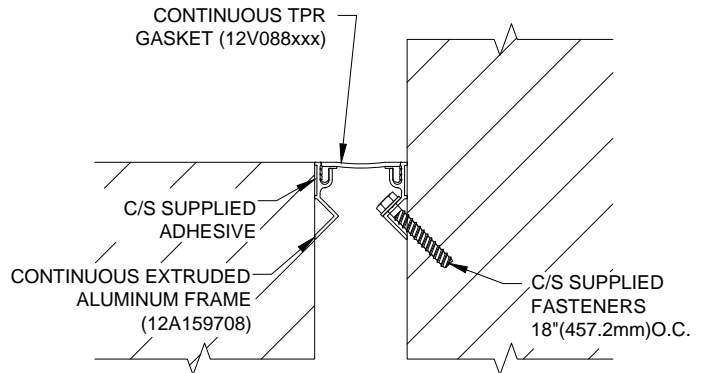 CONTINUOUS TPR
GASKET (12V088xxx)
C/S SUPPLIED
ADHESIVE
CONTINUOUS EXTRUDED
ALUMINUM FRAME
(12A159708)
C/S SUPPLIED
FASTENERS
18"(457.2mm)O.C.